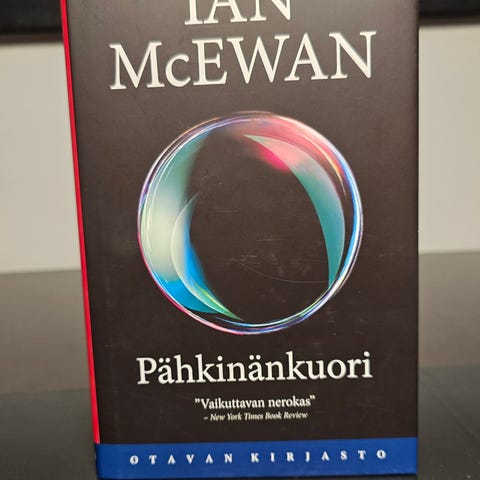 IAN
McEWAN
Pähkinänkuori
"Vaikuttavan nerokas"
– New York Times Book Review
OTAVAN KIRJASTO